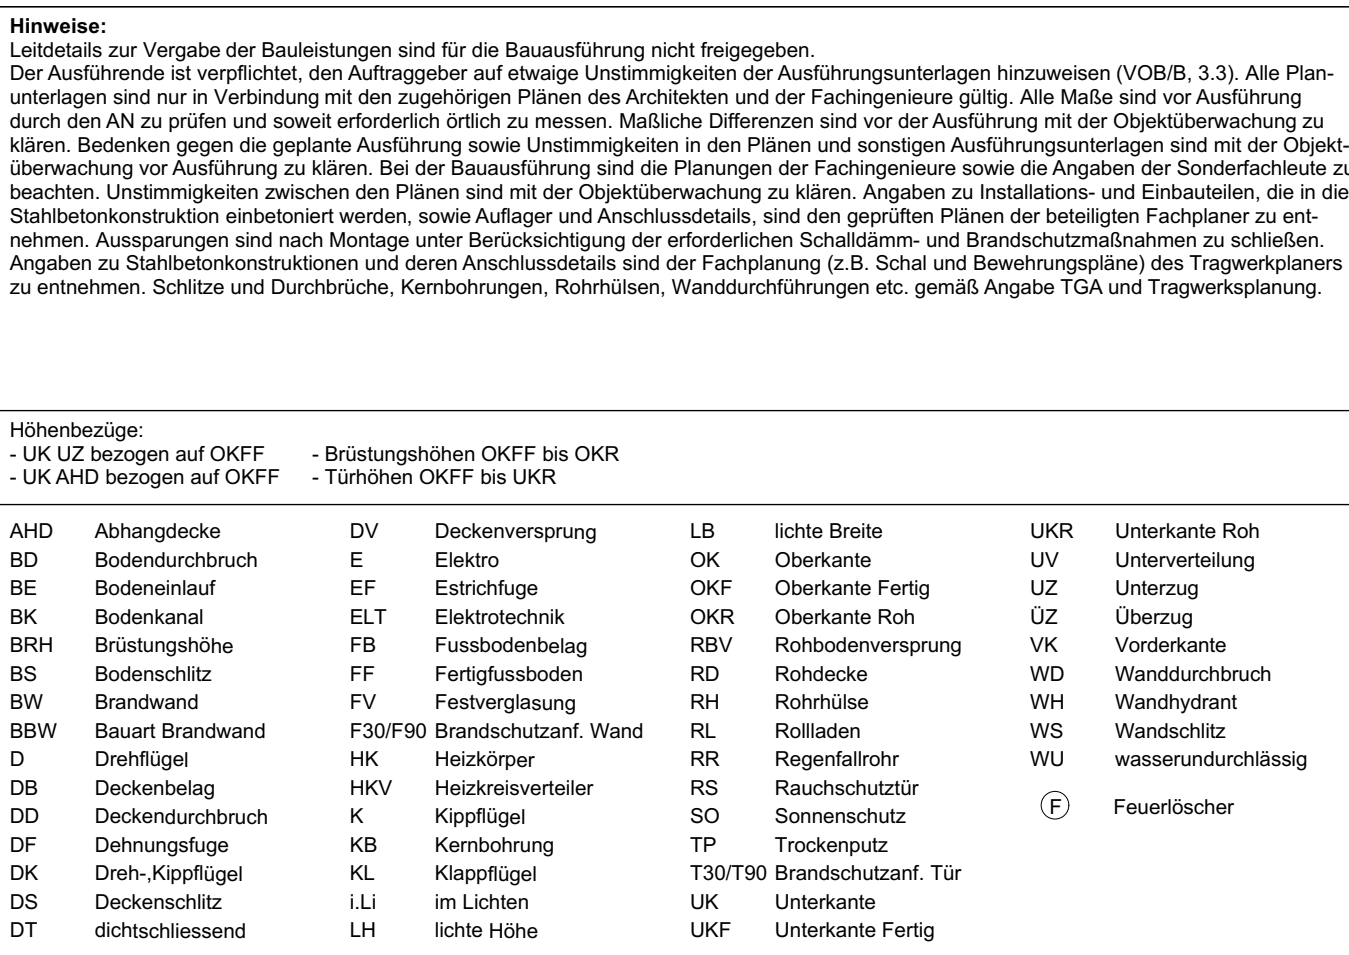 Hinweise:
Leitdetails zur Vergabe der Bauleistungen sind für die Bauausführung nicht freigegeben.
Der Ausführende ist verpflichtet, den Auftraggeber auf etwaige Unstimmigkeiten der Ausführungsunterlagen hinzuweisen (VOB/B, 3.3). Alle Plan-
unterlagen sind nur in Verbindung mit den zugehörigen Plänen des Architekten und der Fachingenieure gültig. Alle Maße sind vor Ausführung
durch den AN zu prüfen und soweit erforderlich örtlich zu messen. Maßliche Differenzen sind vor der Ausführung mit der Objektüberwachung zu
klären. Bedenken gegen die geplante Ausführung sowie Unstimmigkeiten in den Plänen und sonstigen Ausführungsunterlagen sind mit der Objekt-
überwachung vor Ausführung zu klären. Bei der Bauausführung sind die Planungen der Fachingenieure sowie die Angaben der Sonderfachleute zu
beachten. Unstimmigkeiten zwischen den Plänen sind mit der Objektüberwachung zu klären. Angaben zu Installations- und Einbauteilen, die in die
Stahlbetonkonstruktion einbetoniert werden, sowie Auflager und Anschlussdetails, sind den geprüften Plänen der beteiligten Fachplaner zu ent-
nehmen. Aussparungen sind nach Montage unter Berücksichtigung der erforderlichen Schalldämm- und Brandschutzmaßnahmen zu schließen.
Angaben zu Stahlbetonkonstruktionen und deren Anschlussdetails sind der Fachplanung (z.B. Schal und Bewehrungspläne) des Tragwerkplaners
zu entnehmen. Schlitze und Durchbrüche, Kernbohrungen, Rohrhülsen, Wanddurchführungen etc. gemäß Angabe TGA und Tragwerksplanung.
Höhenbezüge:
- UK UZ bezogen auf OKFF - Brüstungshöhen OKFF bis OKR
- UK AHD bezogen auf OKFF - Türhöhen OKFF bis UKR
AHD Abhangdecke
BD Bodendurchbruch
BE Bodeneinlauf
BK Bodenkanal
BRH Brüstungshöhe
BS Bodenschlitz
BW Brandwand
BBW Bauart Brandwand
D Drehflügel
DB Deckenbelag
DD Deckendurchbruch
DF Dehnungsfuge
DK Dreh-,Kippflügel
DS Deckenschlitz
DT dichtschliessend
DV Deckenversprung
E Elektro
EF Estrichfuge
ELT Elektrotechnik
FB Fussbodenbelag
FF Fertigfussboden
FV Festverglasung
F30/F90 Brandschutzanf. Wand
HK Heizkörper
HKV Heizkreisverteiler
K Kippflügel
KB Kernbohrung
KL Klappflügel
i.Li im Lichten
LH lichte Höhe
LB lichte Breite
OK Oberkante
OKF Oberkante Fertig
OKR Oberkante Roh
RBV Rohbodenversprung
RD Rohdecke
RH Rohrhülse
RL Rollladen
RR Regenfallrohr
RS Rauchschutztür
SO Sonnenschutz
TP Trockenputz
T30/T90 Brandschutzanf. Tür
UK Unterkante
UKF Unterkante Fertig
UKR Unterkante Roh
UV Unterverteilung
UZ Unterzug
ÜZ Überzug
VK Vorderkante
WD Wanddurchbruch
WH Wandhydrant
WS Wandschlitz
WU wasserundurchlässig
F Feuerlöscher